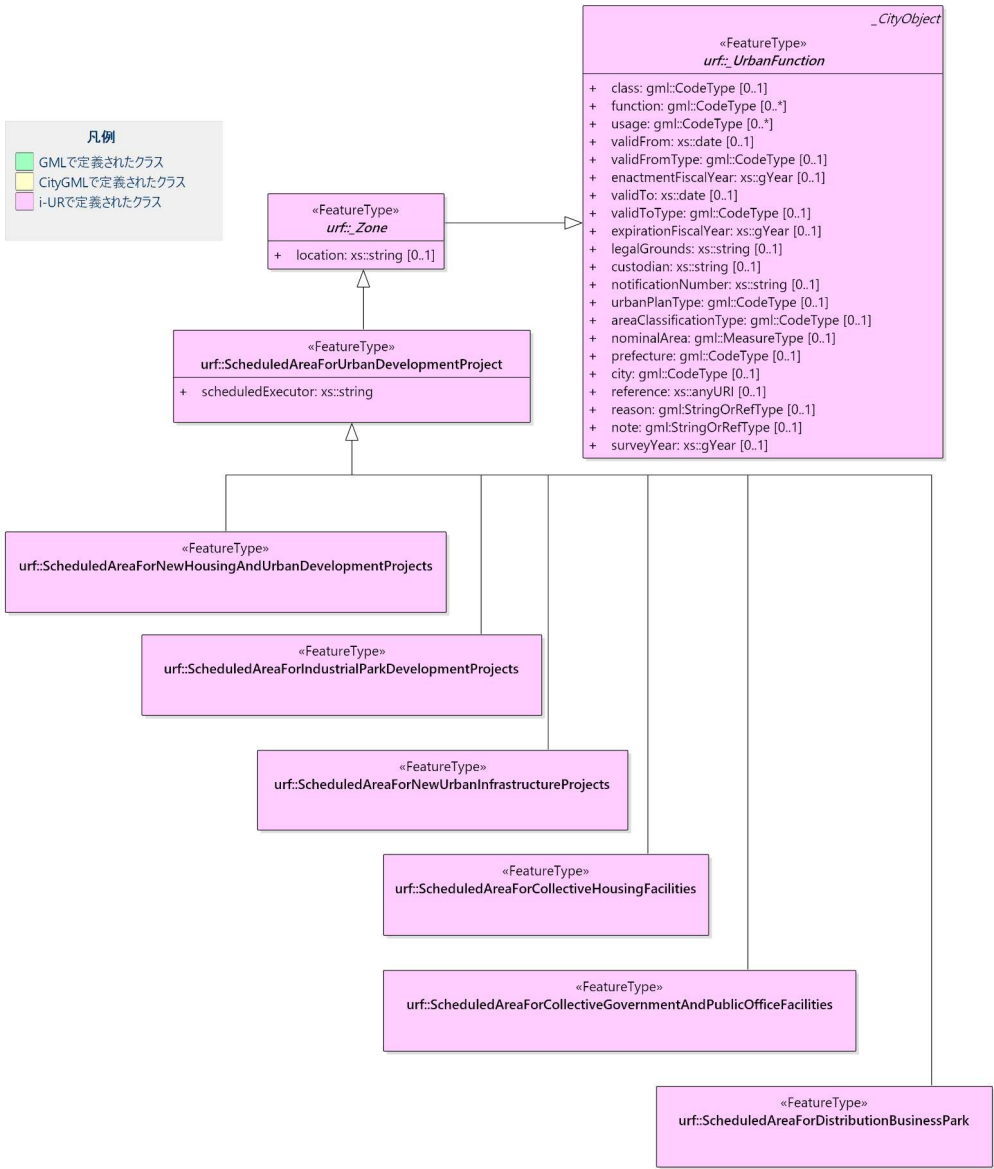 _CityObject
«FeatureType»
urf::_UrbanFunction
+ class: gml::CodeType [0..1]
+ function: gml::CodeType [0..*]
+ usage: gml::CodeType [0..*]
+ validFrom: xs::date [0..1]
+ validFromType: gml::CodeType [0..1]
+ enactmentFiscalYear: xs::gYear [0..1]
+ validTo: xs::date [0..1]
+ validToType: gml::CodeType [0..1]
+ expirationFiscalYear: xs::gYear [0..1]
+ legalGrounds: xs::string [0..1]
+ custodian: xs::string [0..1]
+ notificationNumber: xs::string [0..1]
+ urbanPlanType: gml::CodeType [0..1]
+ areaClassificationType: gml::CodeType [0..1]
+ nominalArea: gml::MeasureType [0..1]
+ prefecture: gml::CodeType [0..1]
+ city: gml::CodeType [0..1]
+ reference: xs::anyURI [0..1]
+ reason: gml:StringOrRefType [0..1]
+ note: gml:StringOrRefType [0..1]
+ surveyYear: xs::gYear [0..1]
凡例
GMLで定義されたクラス
CityGMLで定義されたクラス
i-URで定義されたクラス
«FeatureType»
urf::_Zone
+ location: xs::string [0..1]
«FeatureType»
urf::ScheduledAreaForUrbanDevelopmentProject
+ scheduledExecutor: xs::string
«FeatureType»
urf::ScheduledAreaForNewHousingAndUrbanDevelopmentProjects
«FeatureType»
urf::ScheduledAreaForIndustrialParkDevelopmentProjects
«FeatureType»
urf::ScheduledAreaForNewUrbanInfrastructureProjects
«FeatureType»
urf::ScheduledAreaForCollectiveHousingFacilities
«FeatureType»
urf::ScheduledAreaForCollectiveGovernmentAndPublicOfficeFacilities
«FeatureType»
urf::ScheduledAreaForDistributionBusinessPark